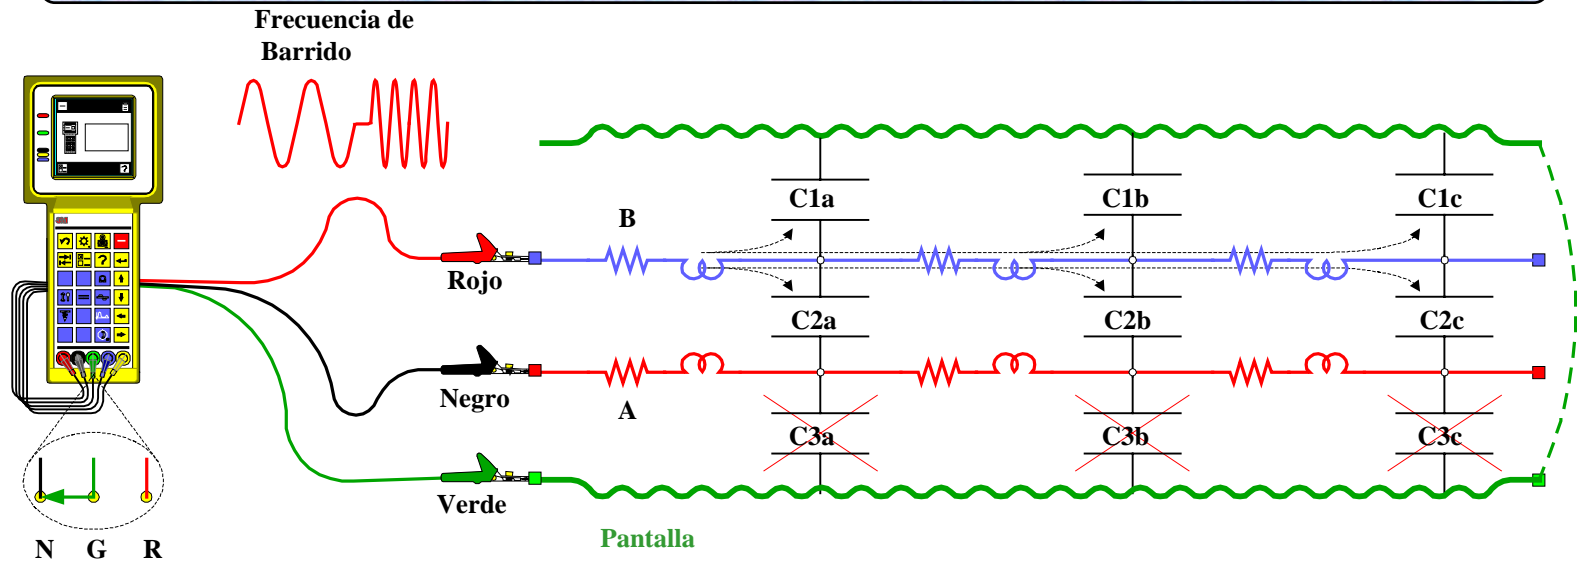 Frecuencia de
Barrido
C1a
C1b
C1c
B
Rojo
C2a
C2b
C2c
Negro
A
C3a
C3b
C3c
Verde
Pantalla
N G R